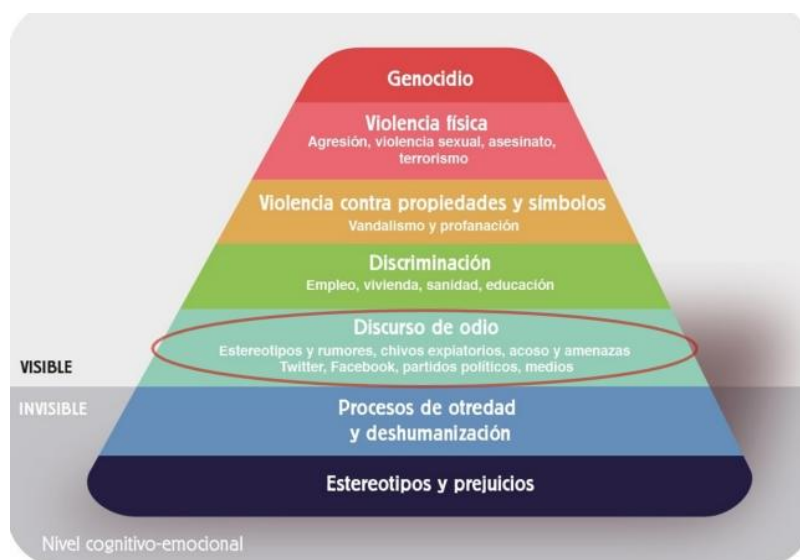 Genocidio
Violencia física
Agresión, violencia sexual, asesinato,
terrorismo
Violencia contra propiedades y símbolos
Vandalismo y profanación
Discriminación
Empleo, vivienda, sanidad, educación
Discurso de odio
Estereotipos y rumores, chivos expiatorios, acoso y amenazas
Twitter, Facebook, partidos políticos, medios
VISIBLE
INVISIBLE
Procesos de otredad
y deshumanización
Estereotipos y prejuicios
Nivel cognitivo-emocional